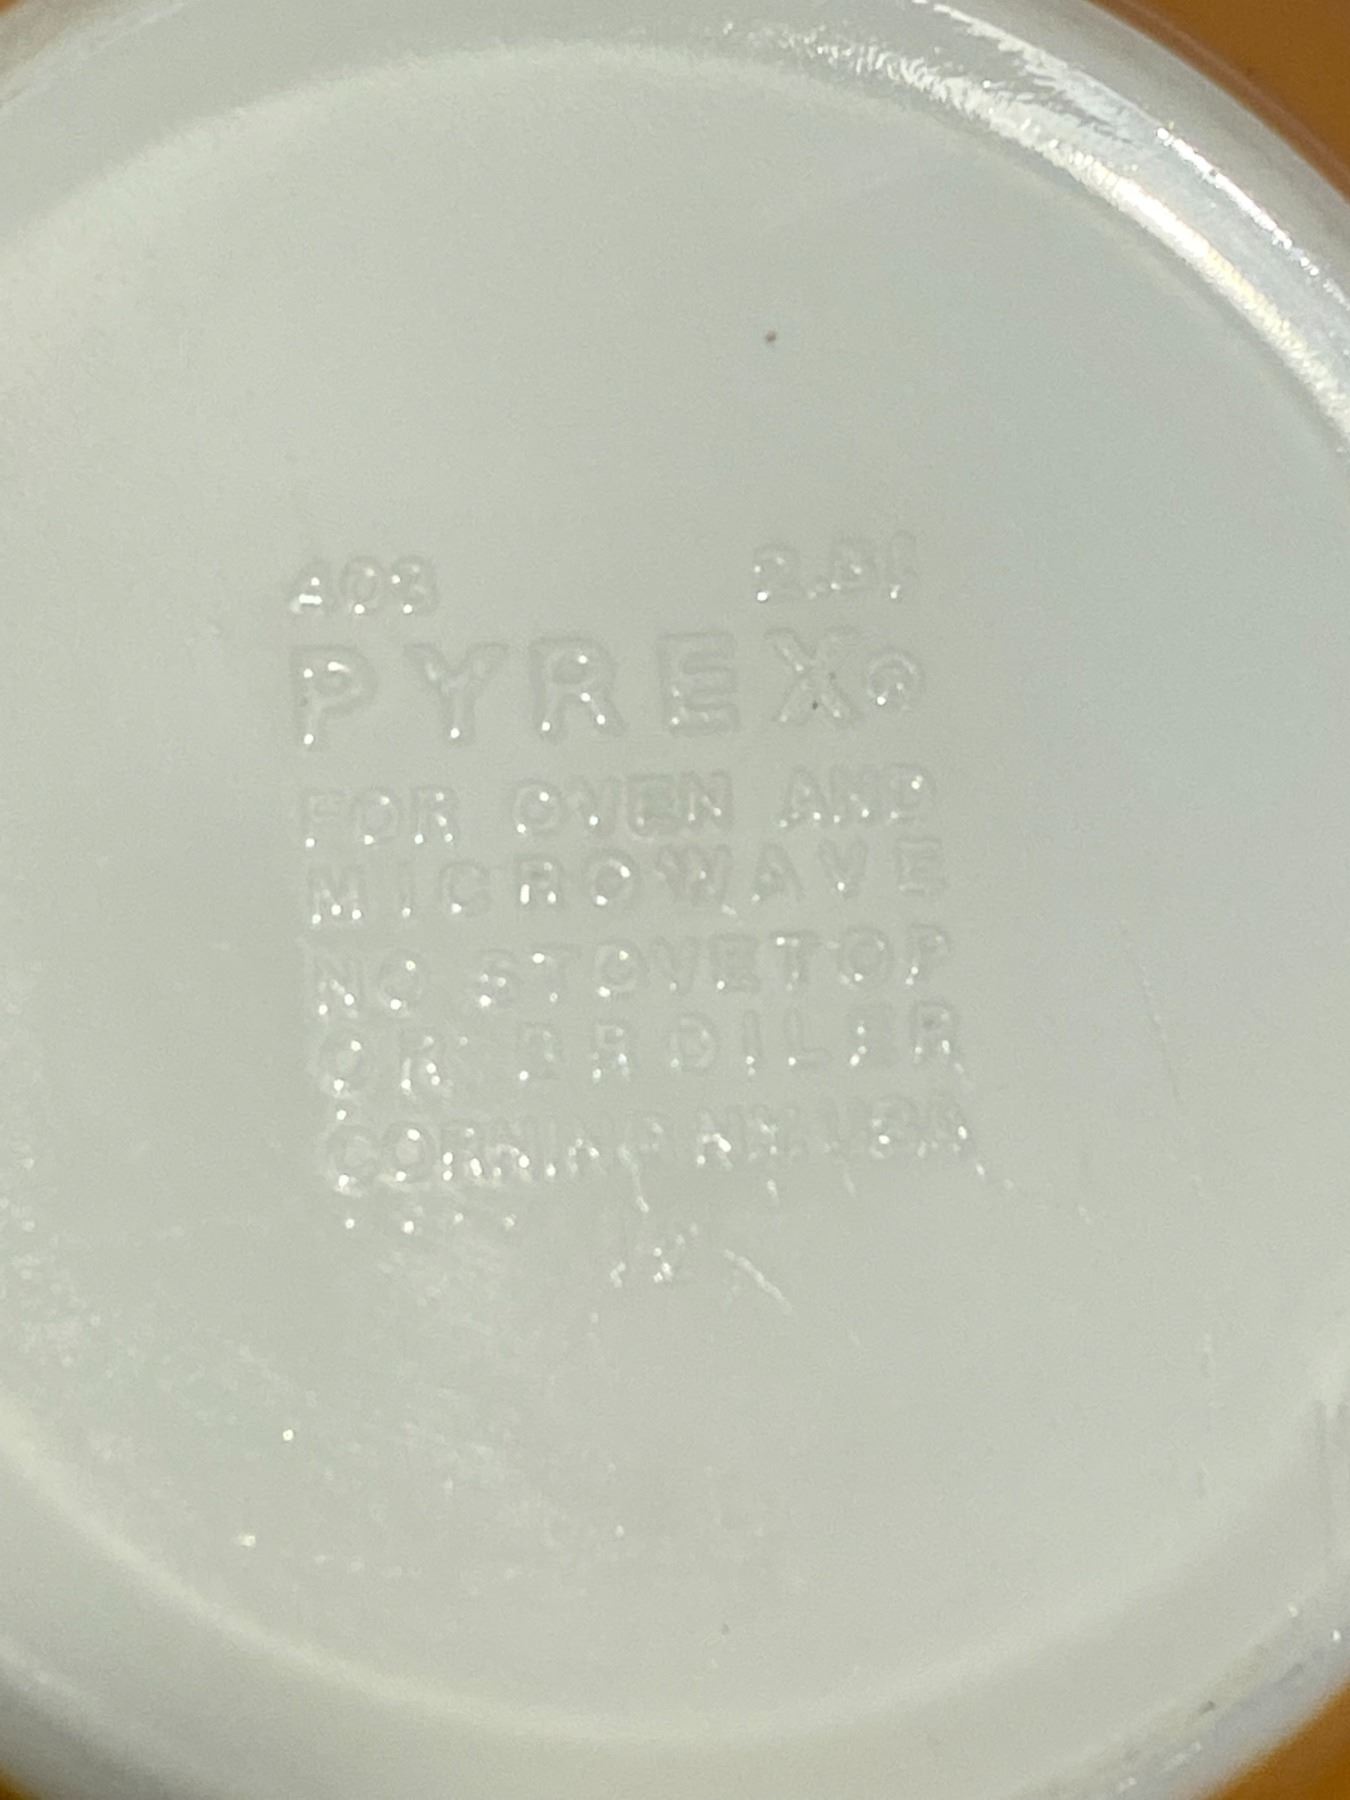 403 2.5l
PYREX®
FOR OVEN AND
MICROWAVE
NO STOVETOP
OR BROILER
CORNING, NY. USA